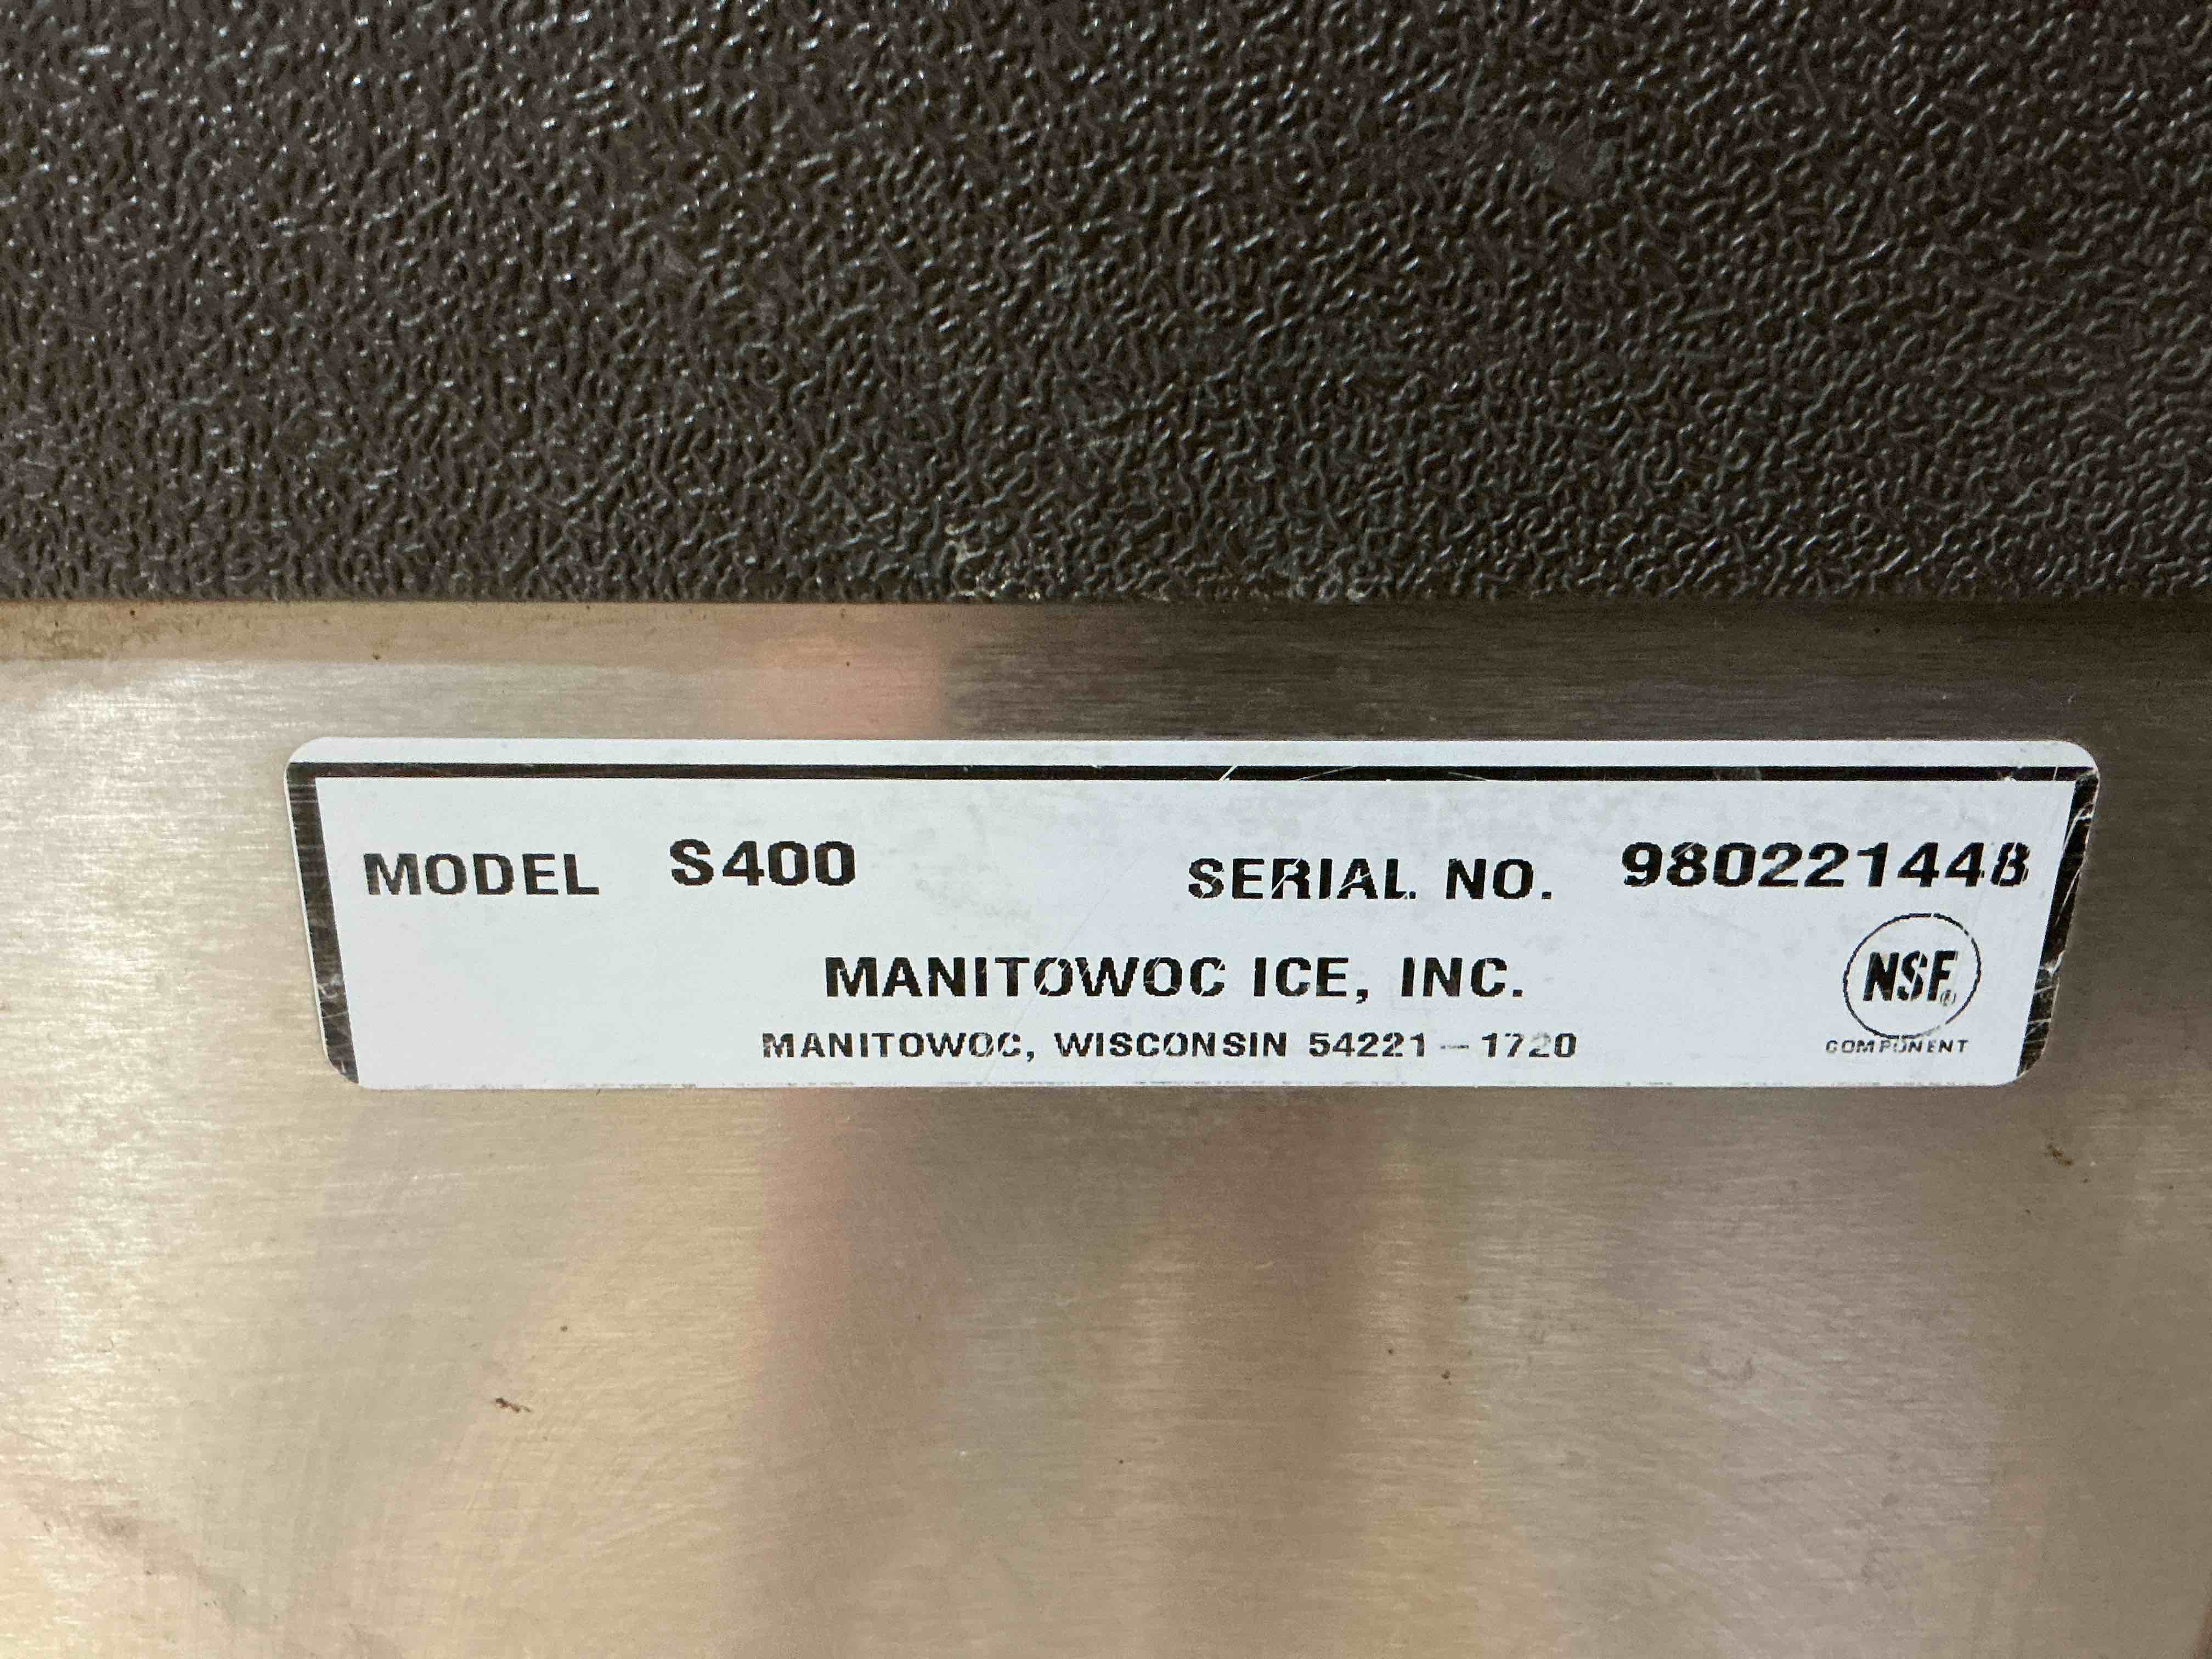 MODEL S400 SERIAL NO. 980221448
MANITOWOC ICE, INC.
MANITOWOC, WISCONSIN 54221-1720
NSF®
COMPONENT